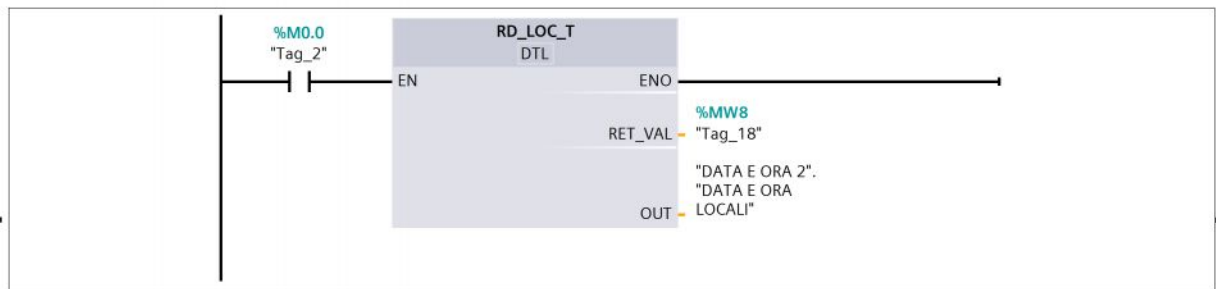 %M0.0
"Tag_2"
RD_LOC_T
DTL
EN
ENO
%MW8
RET_VAL
"Tag_18"
"DATA E ORA 2".
"DATA E ORA
OUT
LOCALI"